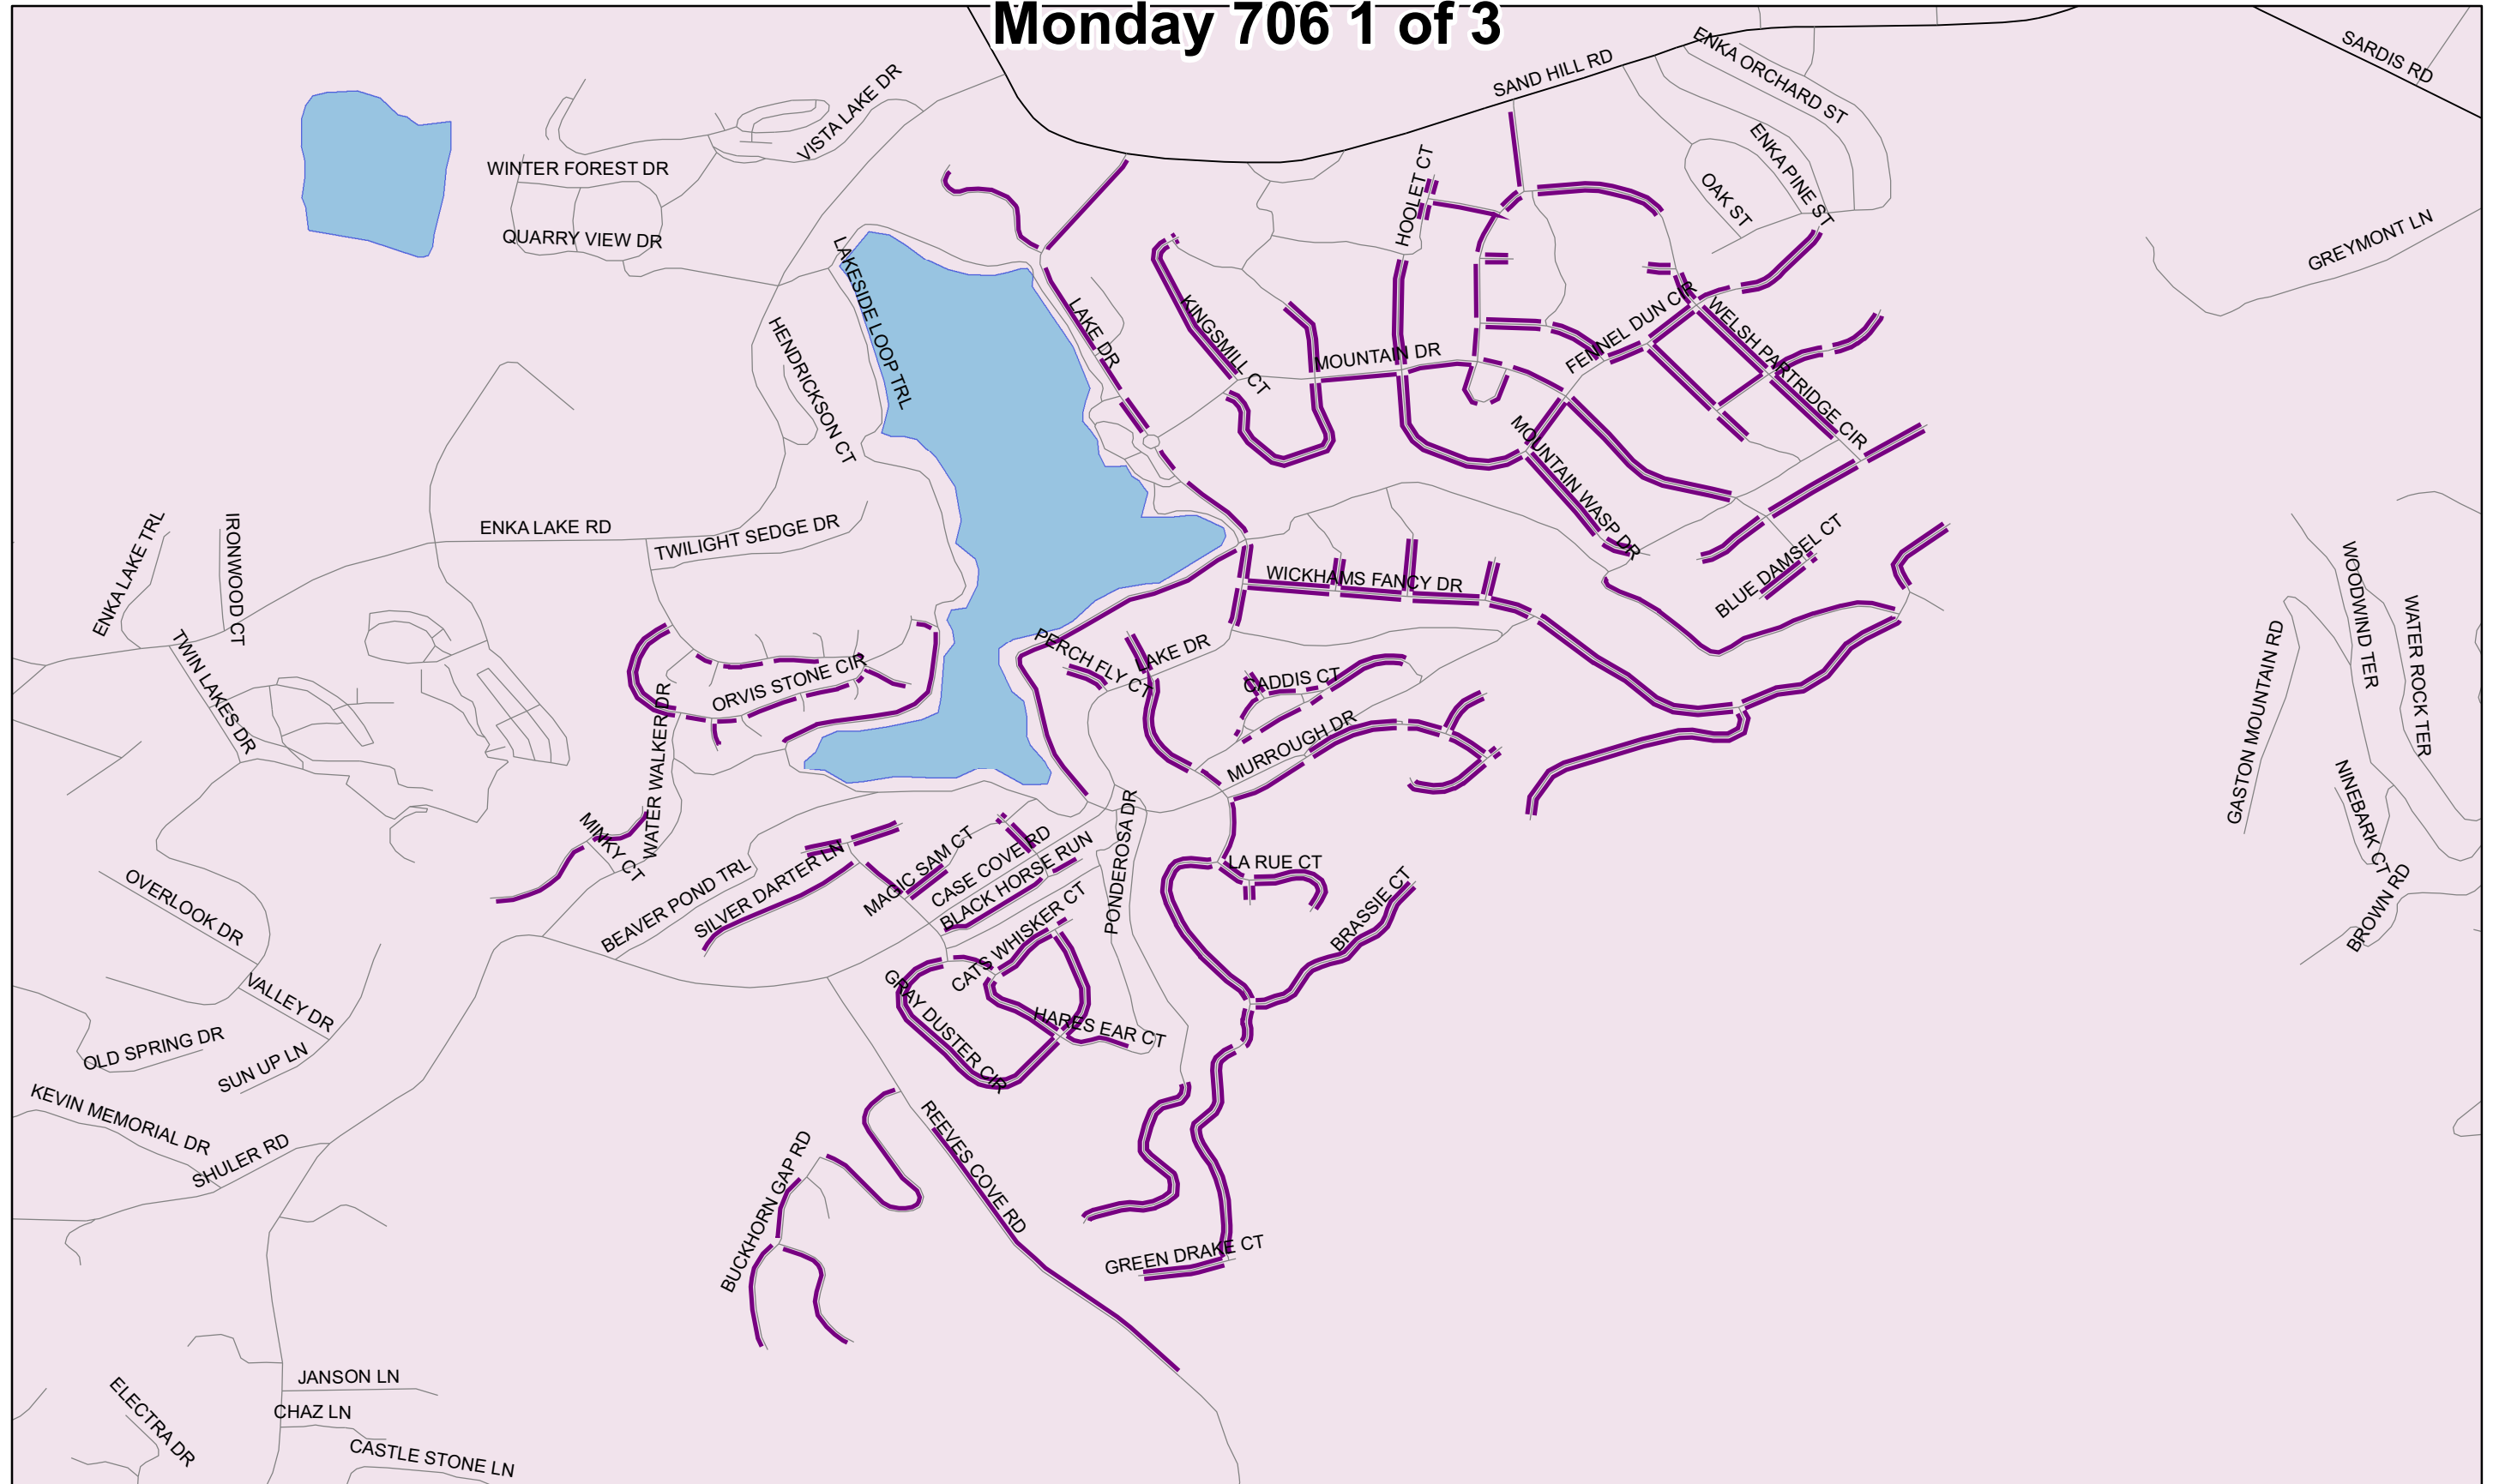 Monday 706 1 of 3
SARDIS RD
ENKA ORCHARD ST
SAND HILL RD
VISTA LAKE DR
ENKA PINE ST
WINTER FOREST DR
HOOLET CT
OAK ST
QUARRY VIEW DR
GREYMONT LN
LAKESIDE LOOP TRL
LAKE DR
KINGSMILL CT
FENNEL DUN CIR
WELSH PARTRIDGE CIR
HENDRICKSON CT
MOUNTAIN DR
MOUNTAIN WASP DR
ENKA LAKE TRL
IRONWOOD CT
ENKA LAKE RD
TWILIGHT SEDGE DR
BLUE DAMSEL CT
WICKHAMS FANCY DR
WOODWIND TER
WATER ROCK TER
TWIN LAKES DR
PERCH FLY CT
LAKE DR
CADDIS CT
ORVIS STONE CIR
GASTON MOUNTAIN RD
WATER WALKER DR
MURROUGH DR
NINEBARK CT
MINKY CT
PONDEROSA DR
MAGIC SAM CT
CASE COVE RD
BLACK HORSE RUN
LA RUE CT
BRASSIE CT
BROWN RD
OVERLOOK DR
BEAVER POND TRL
SILVER DARTER LN
CATS WHISKER CT
VALLEY DR
GRAY DUSTER CIR
HARES EAR CT
OLD SPRING DR
SUN UP LN
KEVIN MEMORIAL DR
SHULER RD
REEVES COVE RD
BUCKHORN GAP RD
GREEN DRAKE CT
JANSON LN
ELECTRA DR
CHAZ LN
CASTLE STONE LN